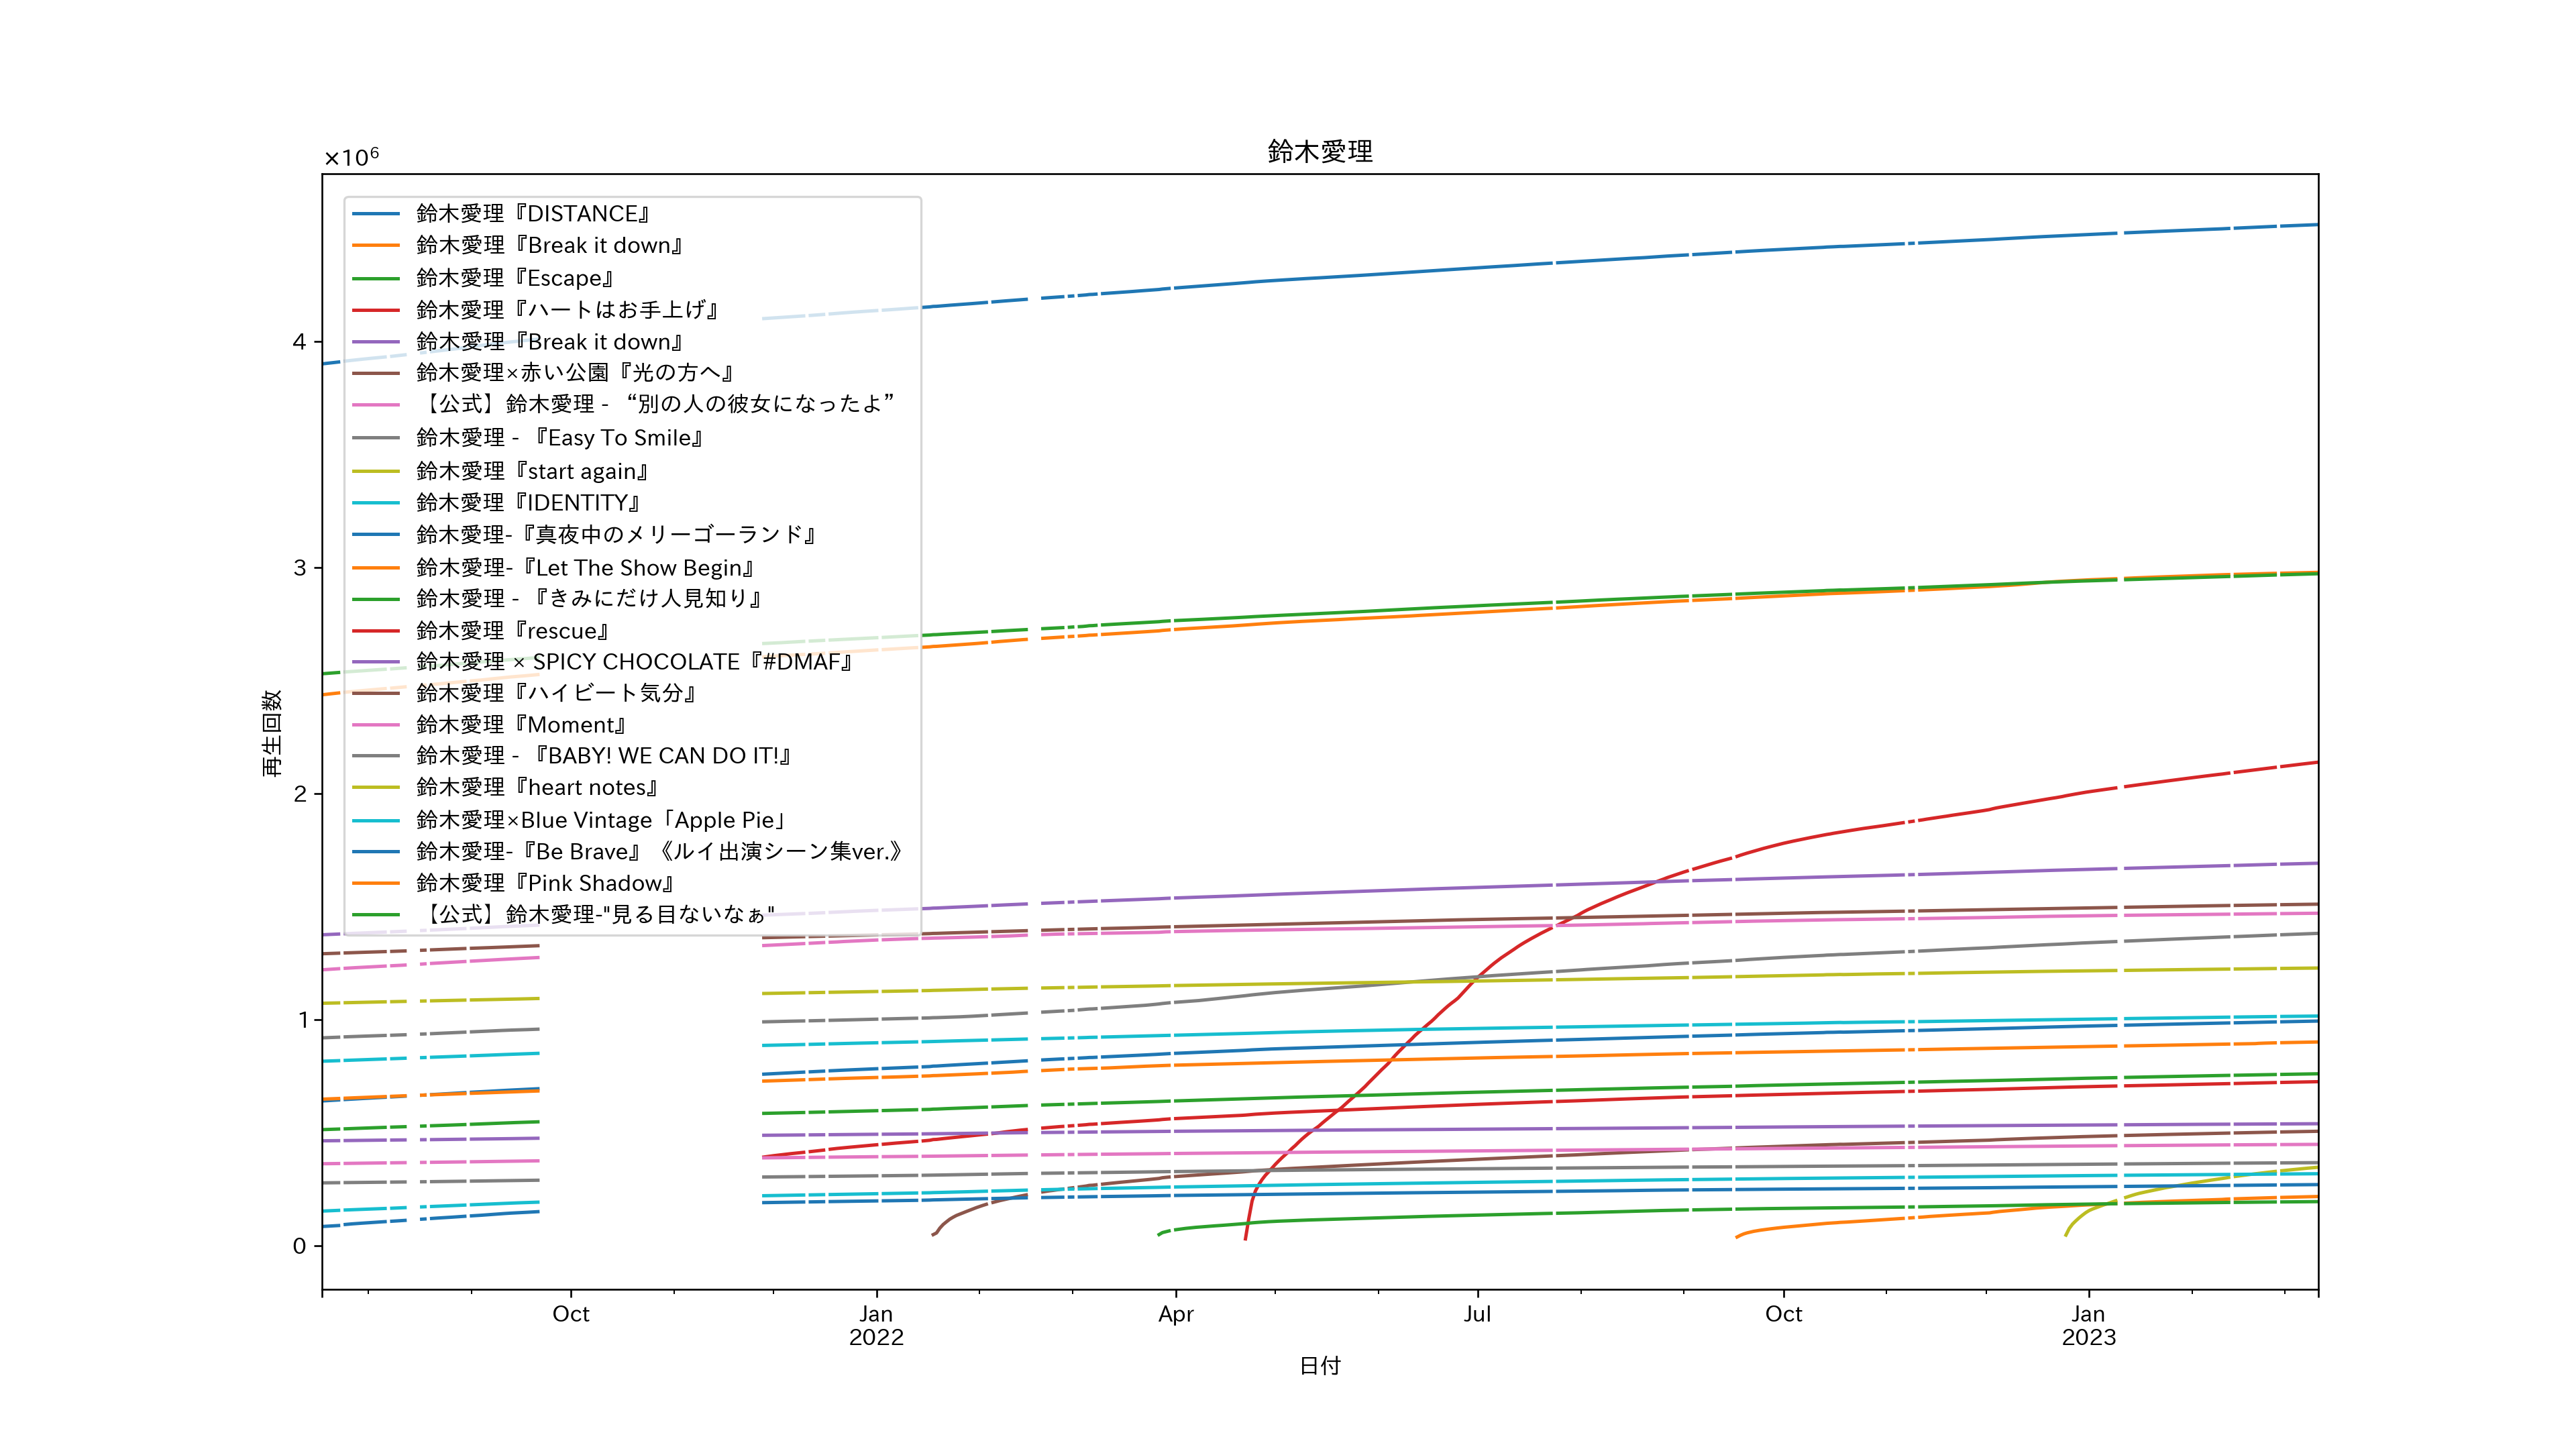 鈴木愛理
×10⁶
鈴木愛理『DISTANCE』
鈴木愛理『Break it down』
鈴木愛理『Escape』
鈴木愛理『ハートはお手上げ』
鈴木愛理『Break it down』
鈴木愛理×赤い公園『光の方へ』
【公式】鈴木愛理 - “別の人の彼女になったよ”
鈴木愛理 - 『Easy To Smile』
鈴木愛理『start again』
鈴木愛理『IDENTITY』
鈴木愛理-『真夜中のメリーゴーランド』
鈴木愛理-『Let The Show Begin』
鈴木愛理 - 『きみにだけ人見知り』
鈴木愛理『rescue』
鈴木愛理 × SPICY CHOCOLATE『#DMAF』
鈴木愛理『ハイビート気分』
鈴木愛理『Moment』
鈴木愛理 - 『BABY! WE CAN DO IT!』
鈴木愛理『heart notes』
鈴木愛理×Blue Vintage「Apple Pie」
鈴木愛理-『Be Brave』《ルイ出演シーン集ver.》
鈴木愛理『Pink Shadow』
【公式】鈴木愛理-"見る目ないなぁ"
再生回数
4
3
2
1
0
Oct
Jan
2022
Apr
Jul
Oct
Jan
2023
日付